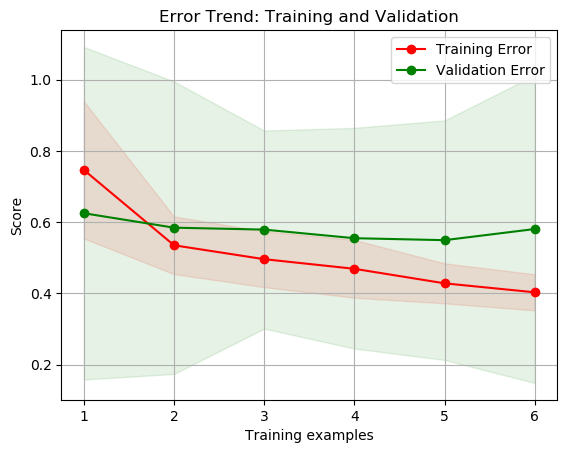 Error Trend: Training and Validation
Training Error
Validation Error
Score
1.0
0.8
0.6
0.4
0.2
1 2 3 4 5 6
Training examples